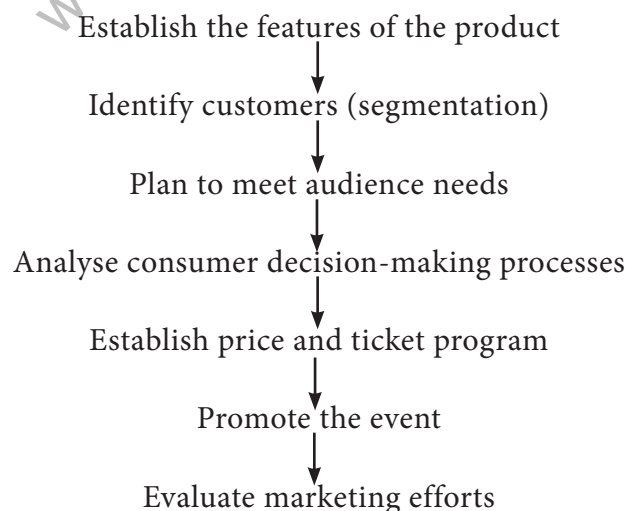 Establish the features of the product
Identify customers (segmentation)
Plan to meet audience needs
Analyse consumer decision-making processes
Establish price and ticket program
Promote the event
Evaluate marketing efforts